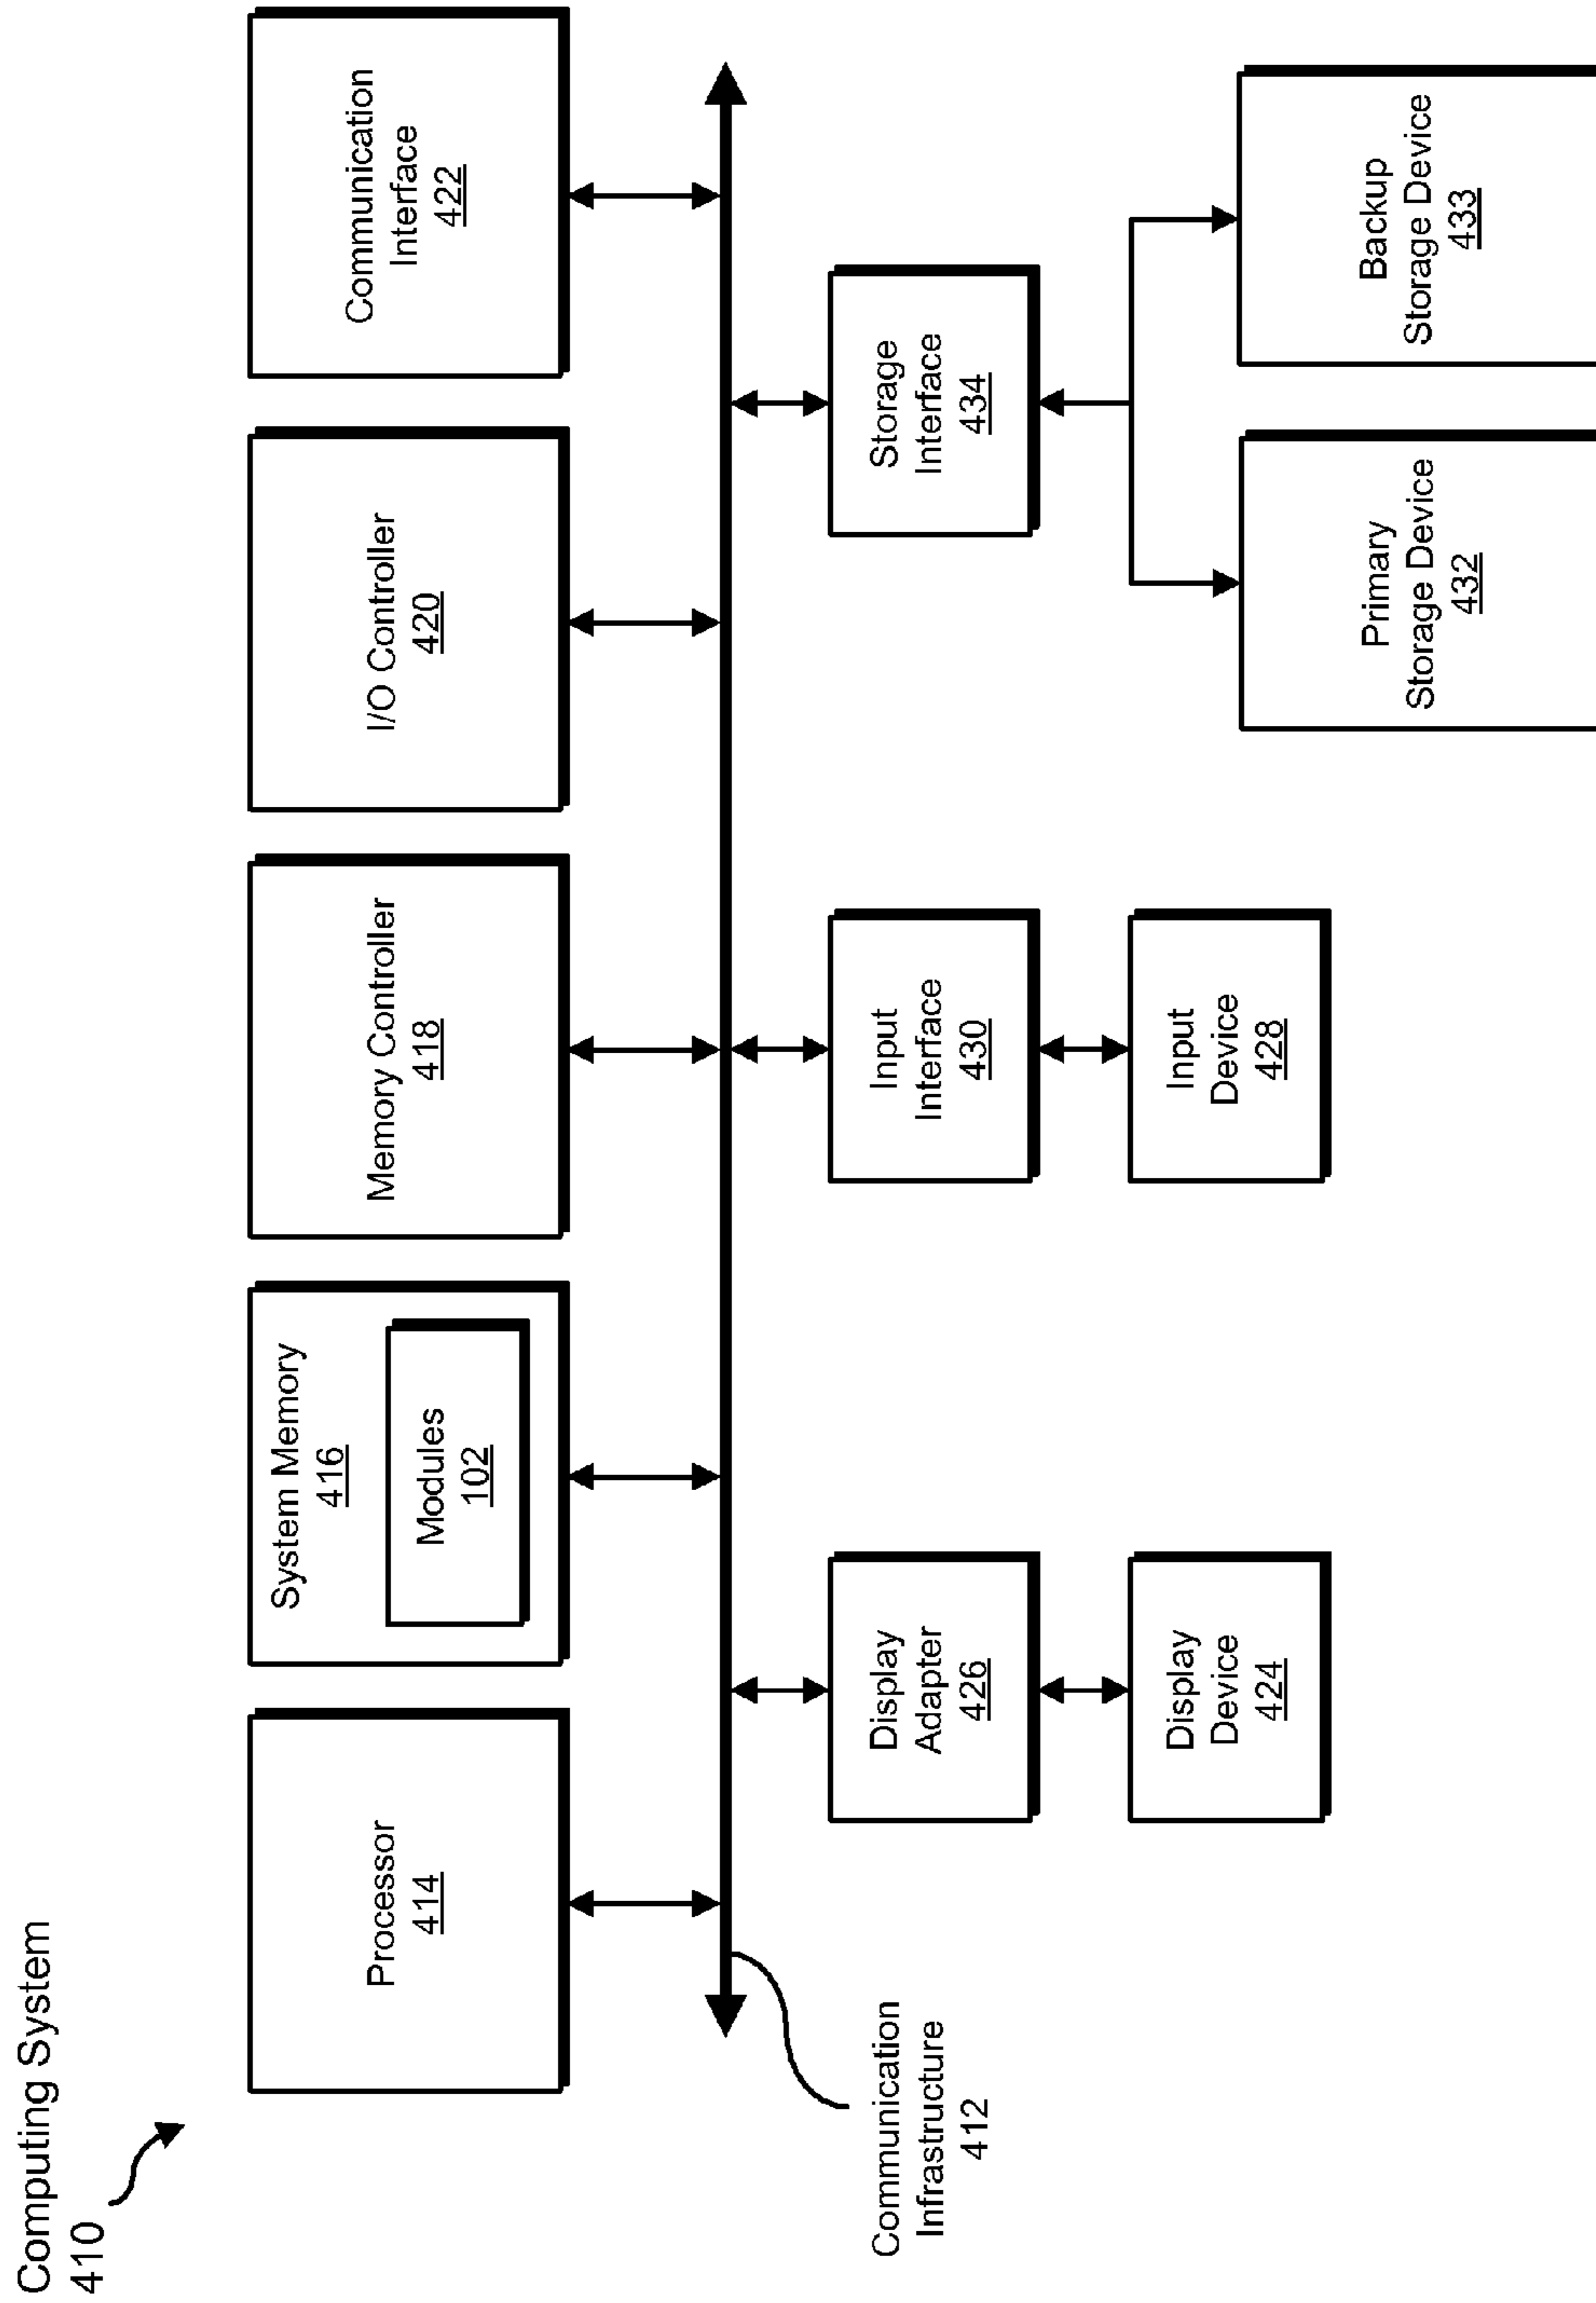 Computing System
410
Processor
414
System Memory
416
Modules
102
Memory Controller
418
I/O Controller
420
Communication
Interface
422
Communication
Infrastructure
412
Display
Adapter
426
Input
Interface
430
Storage
Interface
434
Display
Device
424
Input
Device
428
Primary
Storage Device
432
Backup
Storage Device
433